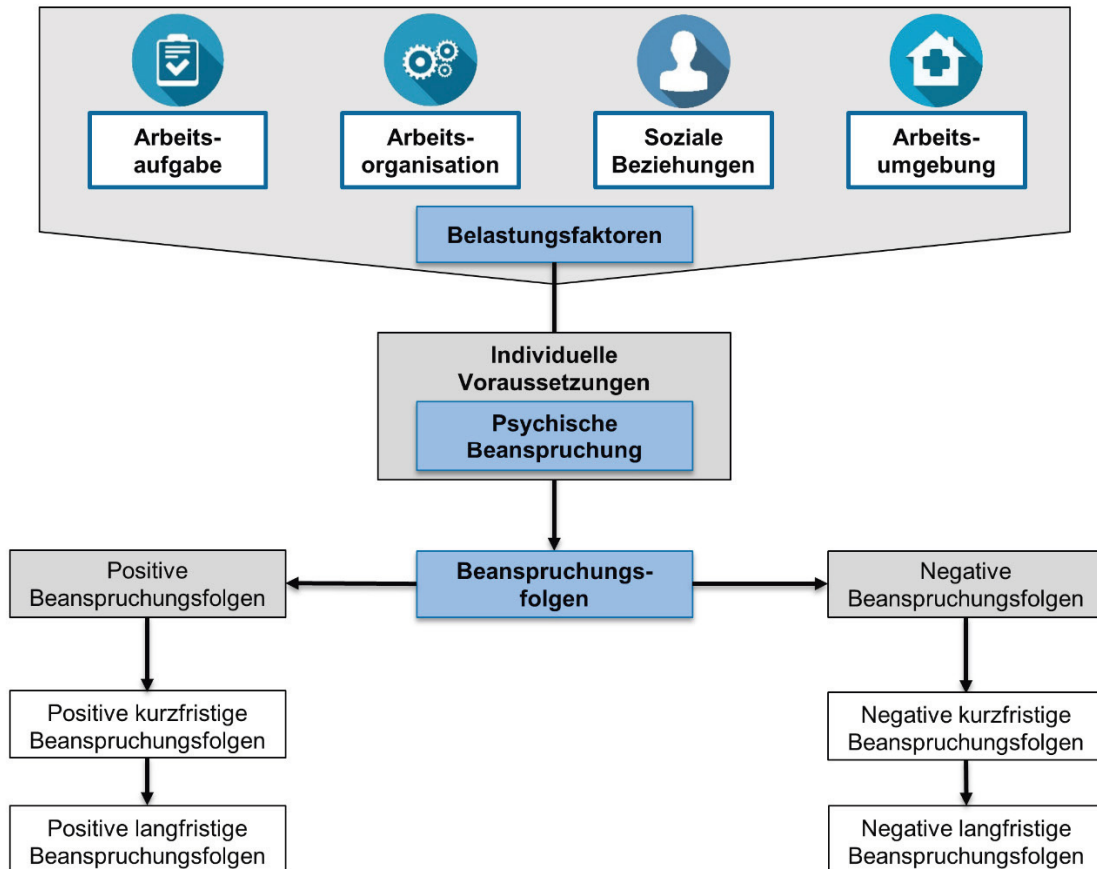 Arbeits-
aufgabe
Arbeits-
organisation
Soziale
Beziehungen
Arbeits-
umgebung
Belastungsfaktoren
Individuelle
Voraussetzungen
Psychische
Beanspruchung
Positive
Beanspruchungsfolgen
Beanspruchungs-
folgen
Negative
Beanspruchungsfolgen
Positive kurzfristige
Beanspruchungsfolgen
Negative kurzfristige
Beanspruchungsfolgen
Positive langfristige
Beanspruchungsfolgen
Negative langfristige
Beanspruchungsfolgen